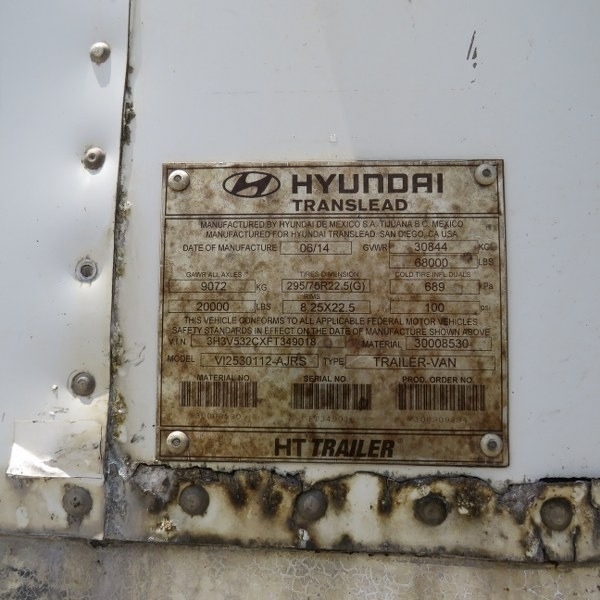 HYUNDAI
TRANSLEAD
MANUFACTURED BY HYUNDAI DE MEXICO S.A. TIJUANA B.C. MEXICO
MANUFACTURED FOR HYUNDAI TRANSLEAD. SAN DIEGO, CA USA
DATE OF MANUFACTURE 06/14 GVWR 30844 KG
68000 LBS
GAWR ALL AXLES TIRES DIMENSION COLD TIRE INFL. DUALS
9072 KG 295/75R22.5(G) 689 kPa
RIMS
20000 LBS 8.25X22.5 100 psi
THIS VEHICLE CONFORMS TO ALL APPLICABLE FEDERAL MOTOR VEHICLES
SAFETY STANDARDS IN EFFECT ON THE DATE OF MANUFACTURE SHOWN ABOVE
V.I.N. 3H3V532CXFT349018 MATERIAL 30008530
MODEL VI2530112-AJRS TYPE TRAILER-VAN
MATERIAL NO. SERIAL NO. PROD. ORDER NO.
HT TRAILER